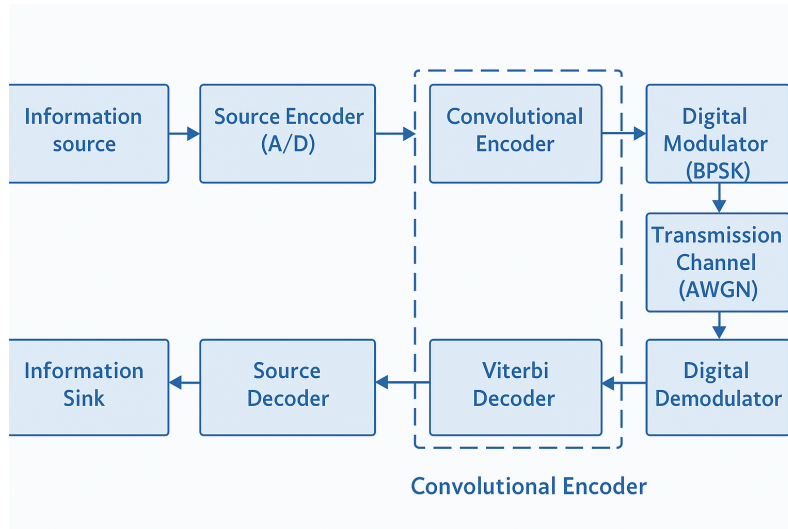 Information
source
Source Encoder
(A/D)
Convolutional
Encoder
Digital
Modulator
(BPSK)
Transmission
Channel
(AWGN)
Information
Sink
Source
Decoder
Viterbi
Decoder
Digital
Demodulator
Convolutional Encoder